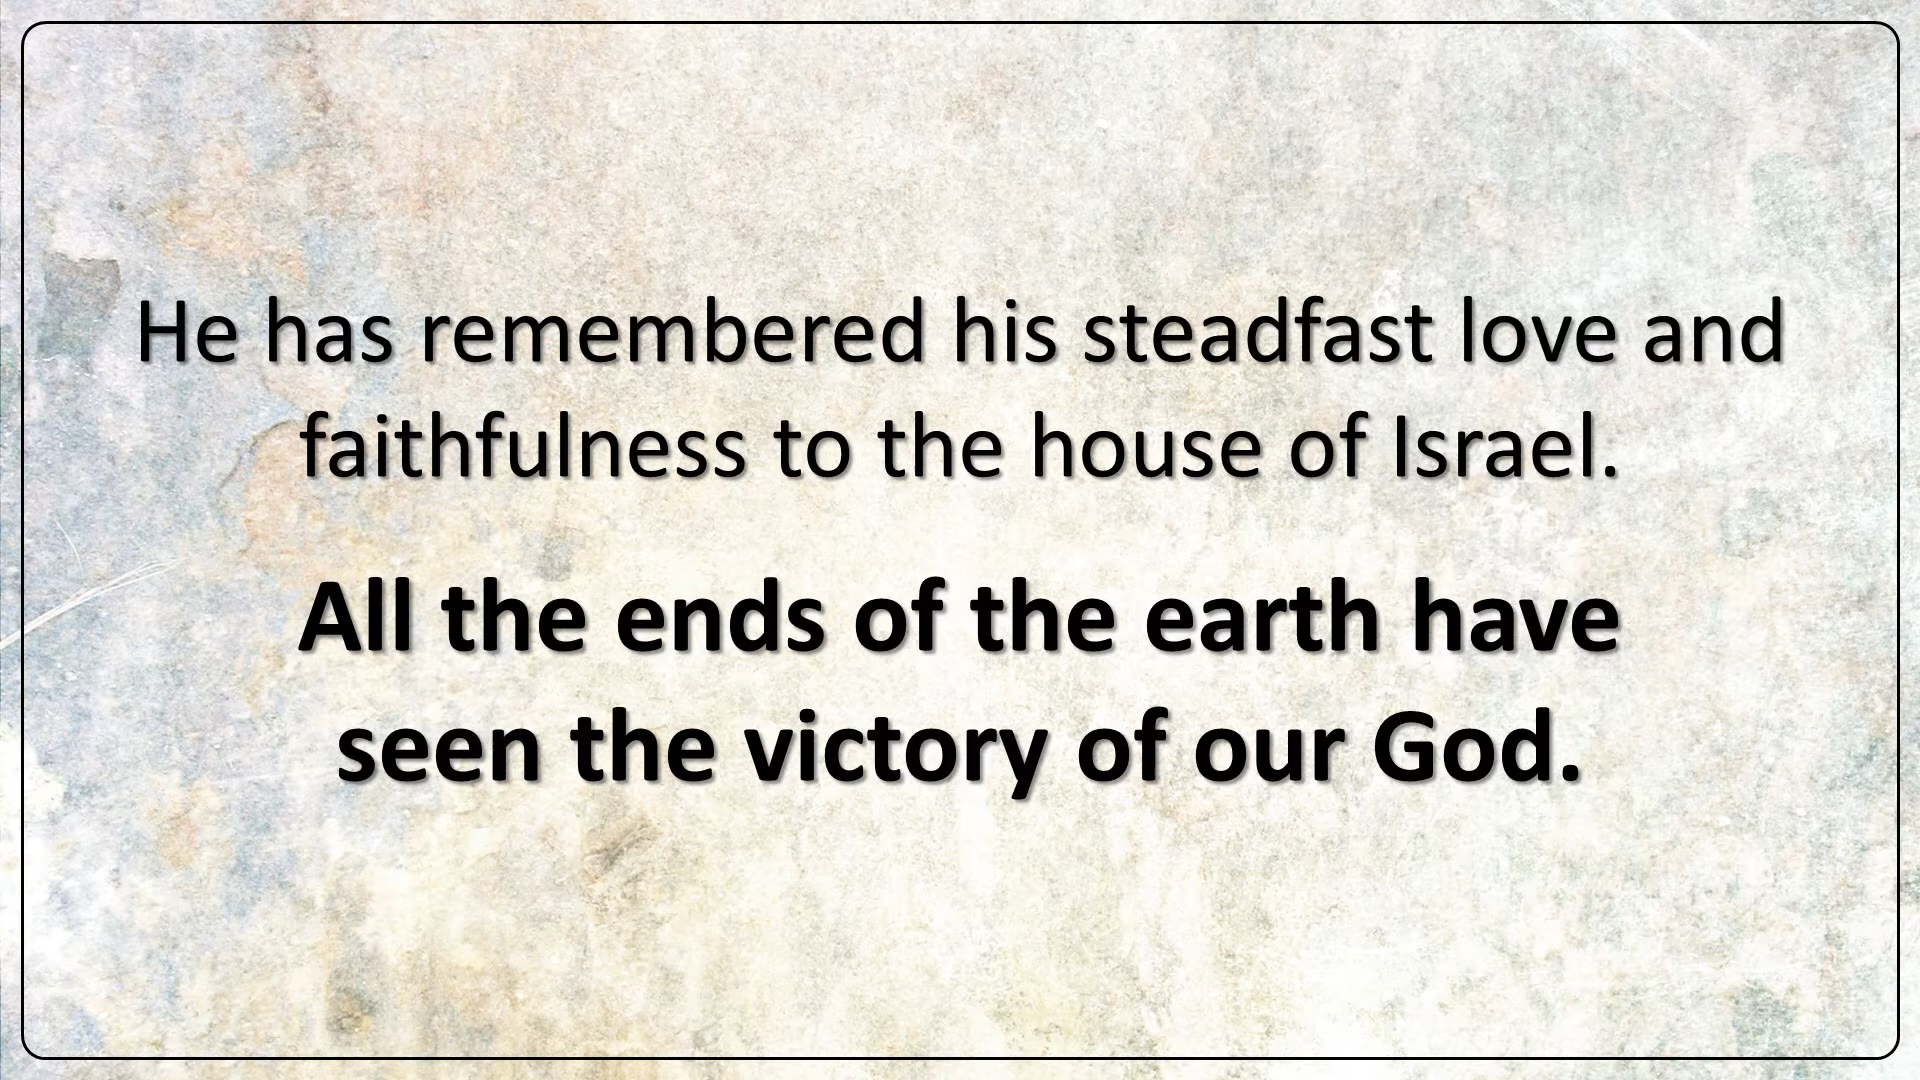 He has remembered his steadfast love and
faithfulness to the house of Israel.
All the ends of the earth have
seen the victory of our God.